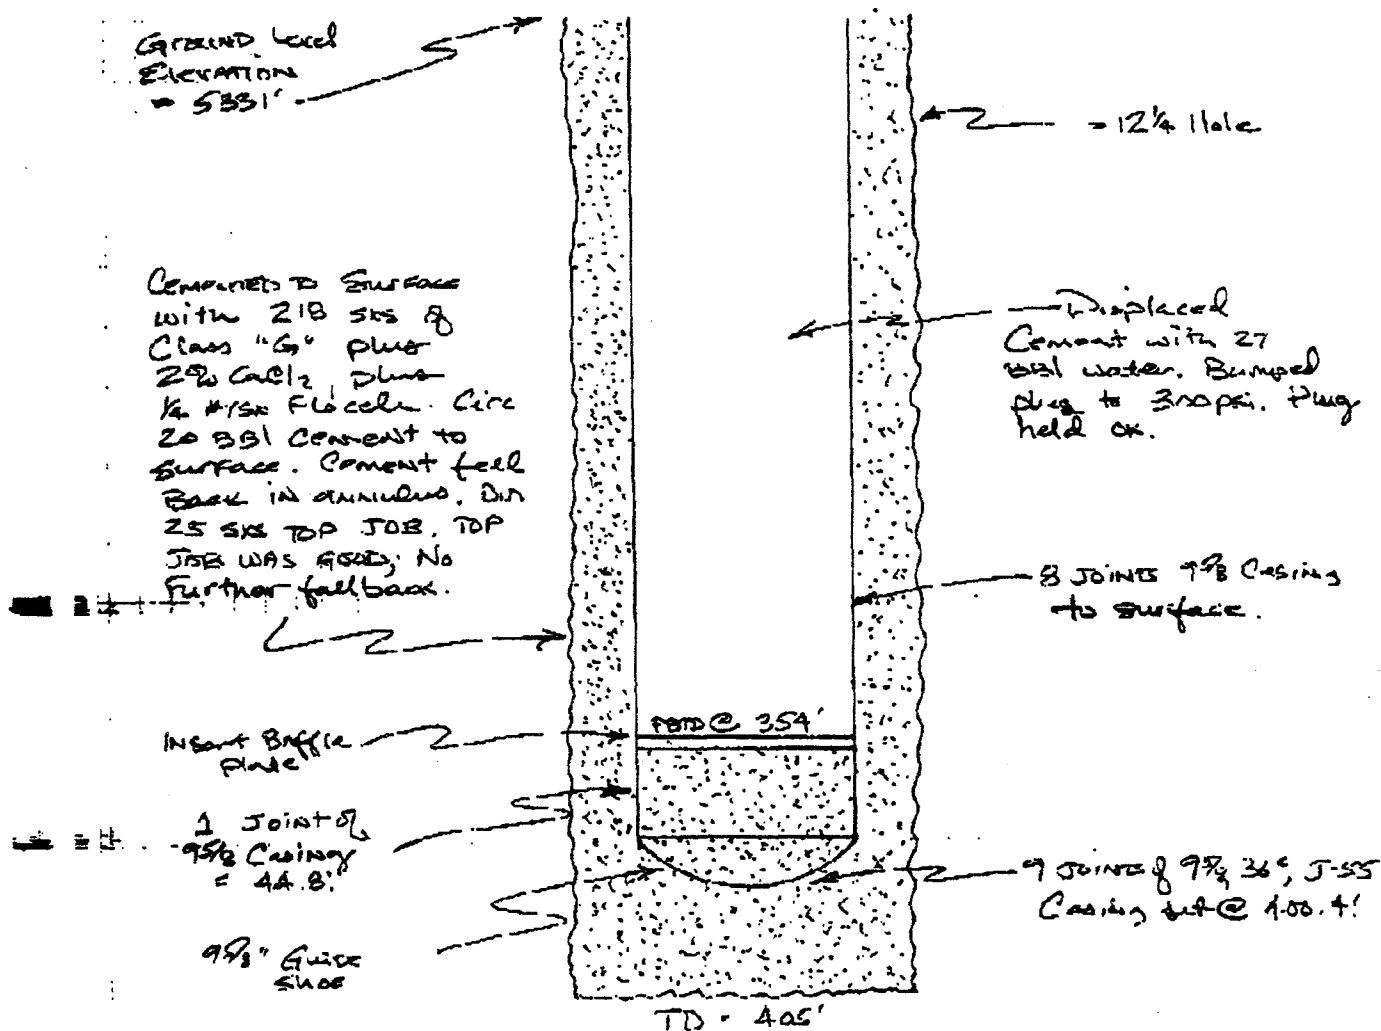 GROUND Level
ELEVATION
= 5331'
= 12¼ Hole
CEMENTED TO SURFACE
with 218 sks of
Class "G" plus
2% CaCl2 plus
¼ #/sk Flocele. Circ
20 BBl CEMENT to
SURFACE. CEMENT fell
BACK IN annulus. Did
25 sks TOP JOB. TOP
JOB WAS GOOD; No
Further fallback.
Displaced
Cement with 27
BBl water. Bumped
plug to 300 psi. Plug
held OK.
8 JOINTS 9⅝ Casing
to surface.
PBTD @ 354'
INSERT Baffle
Plate
1 JOINT of
9⅝ Casing
= 44.8'
9 JOINTS of 9⅝, 36#, J-55
Casing set @ 400.4'
9⅝" GUIDE
SHOE
TD = 405'